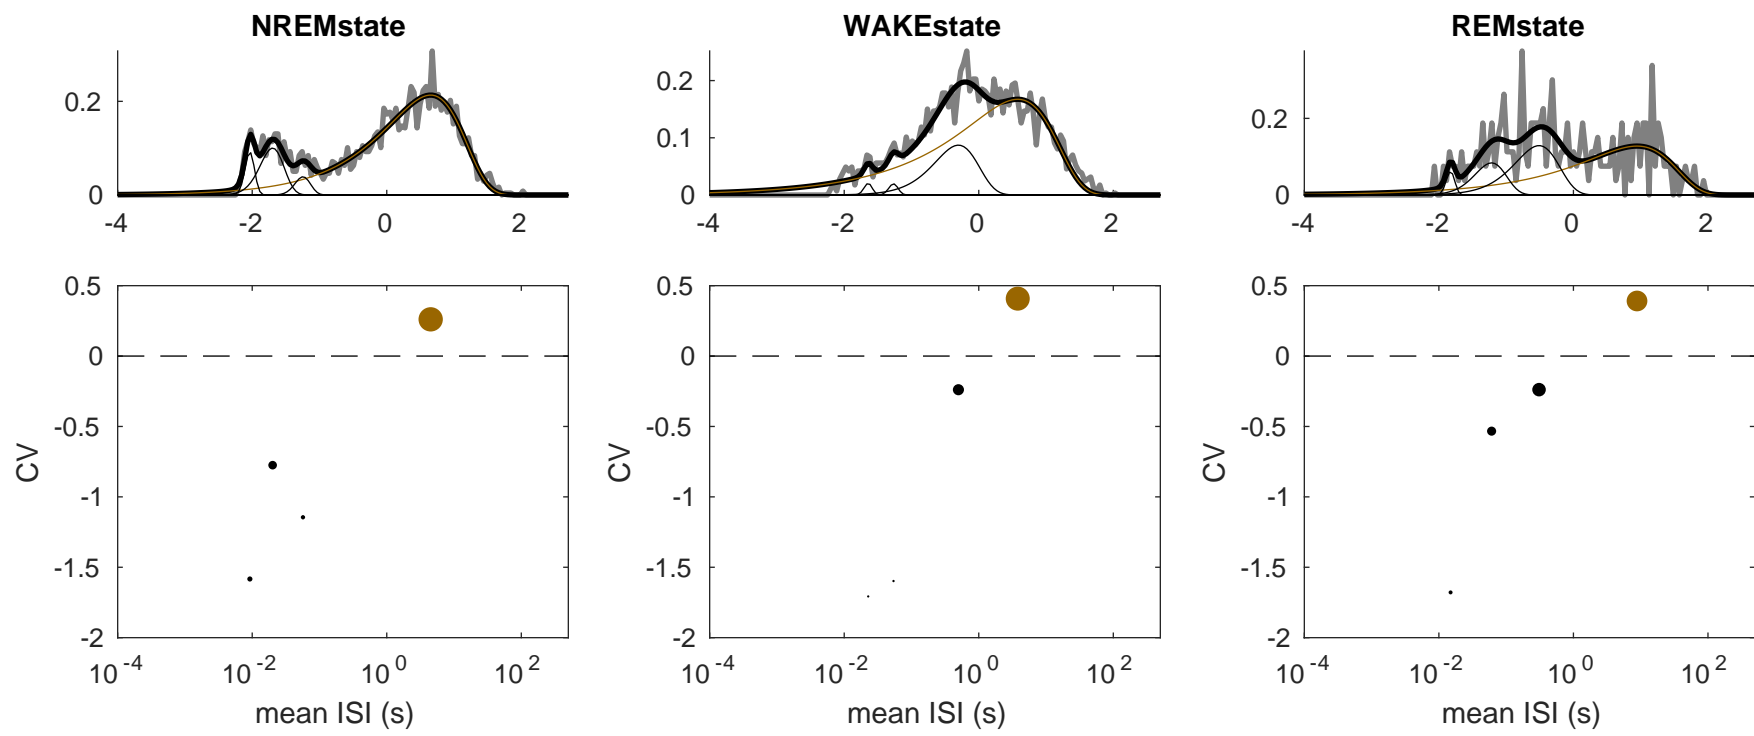 NREMstate WAKEstate REMstate
0.2 0.2 0.2
0.1
0 0 0
-4 -2 0 2 -4 -2 0 2 -4 -2 0 2
0.5 0.5 0.5
0 0 0
-0.5 -0.5 -0.5
-1 -1 -1
-1.5 -1.5 -1.5
-2 -2 -2
CV CV CV
10^-4 10^-2 10^0 10^2 10^-4 10^-2 10^0 10^2 10^-4 10^-2 10^0 10^2
mean ISI (s) mean ISI (s) mean ISI (s)